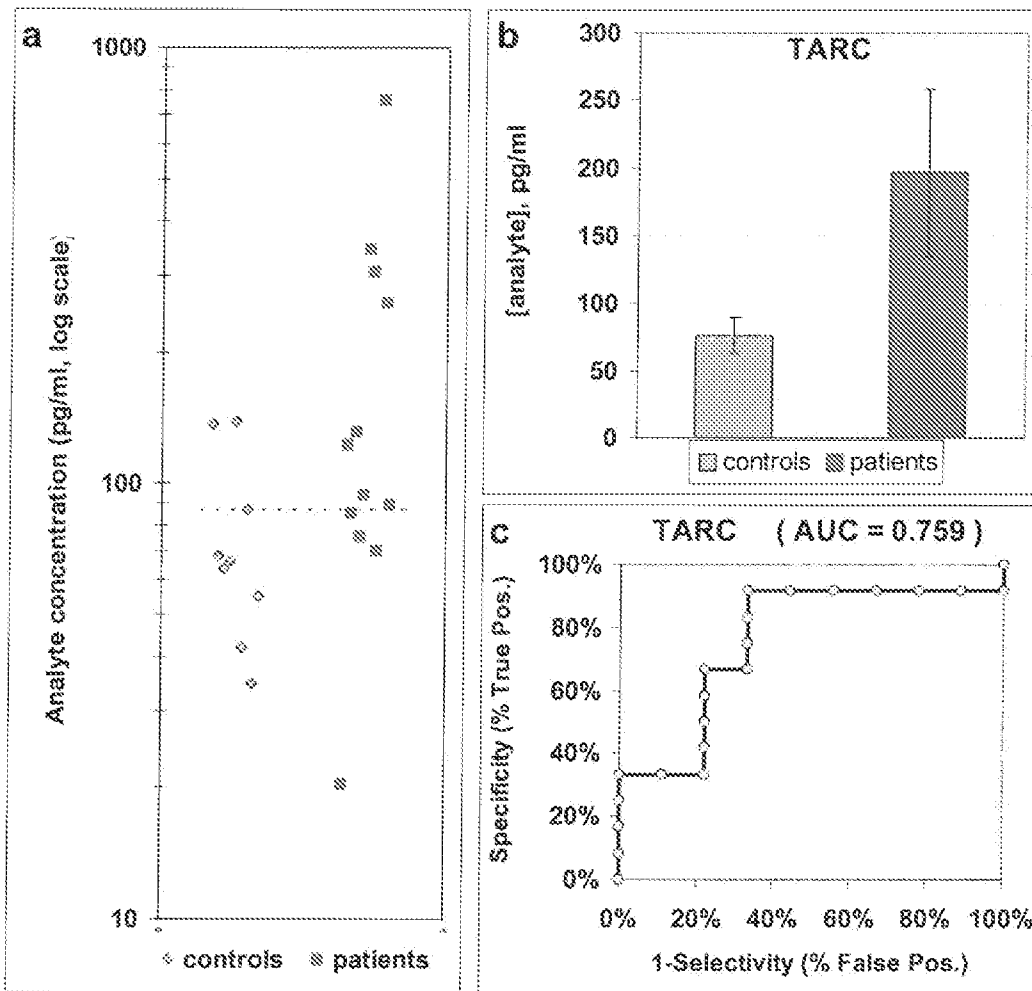 a
1000
100
10
Analyte concentration (pg/ml, log scale)
controls patients
b
TARC
300
250
200
150
100
50
0
[analyte], pg/ml
controls patients
c
TARC ( AUC = 0.759 )
100%
80%
60%
40%
20%
0%
Specificity (% True Pos.)
0% 20% 40% 60% 80% 100%
1-Selectivity (% False Pos.)